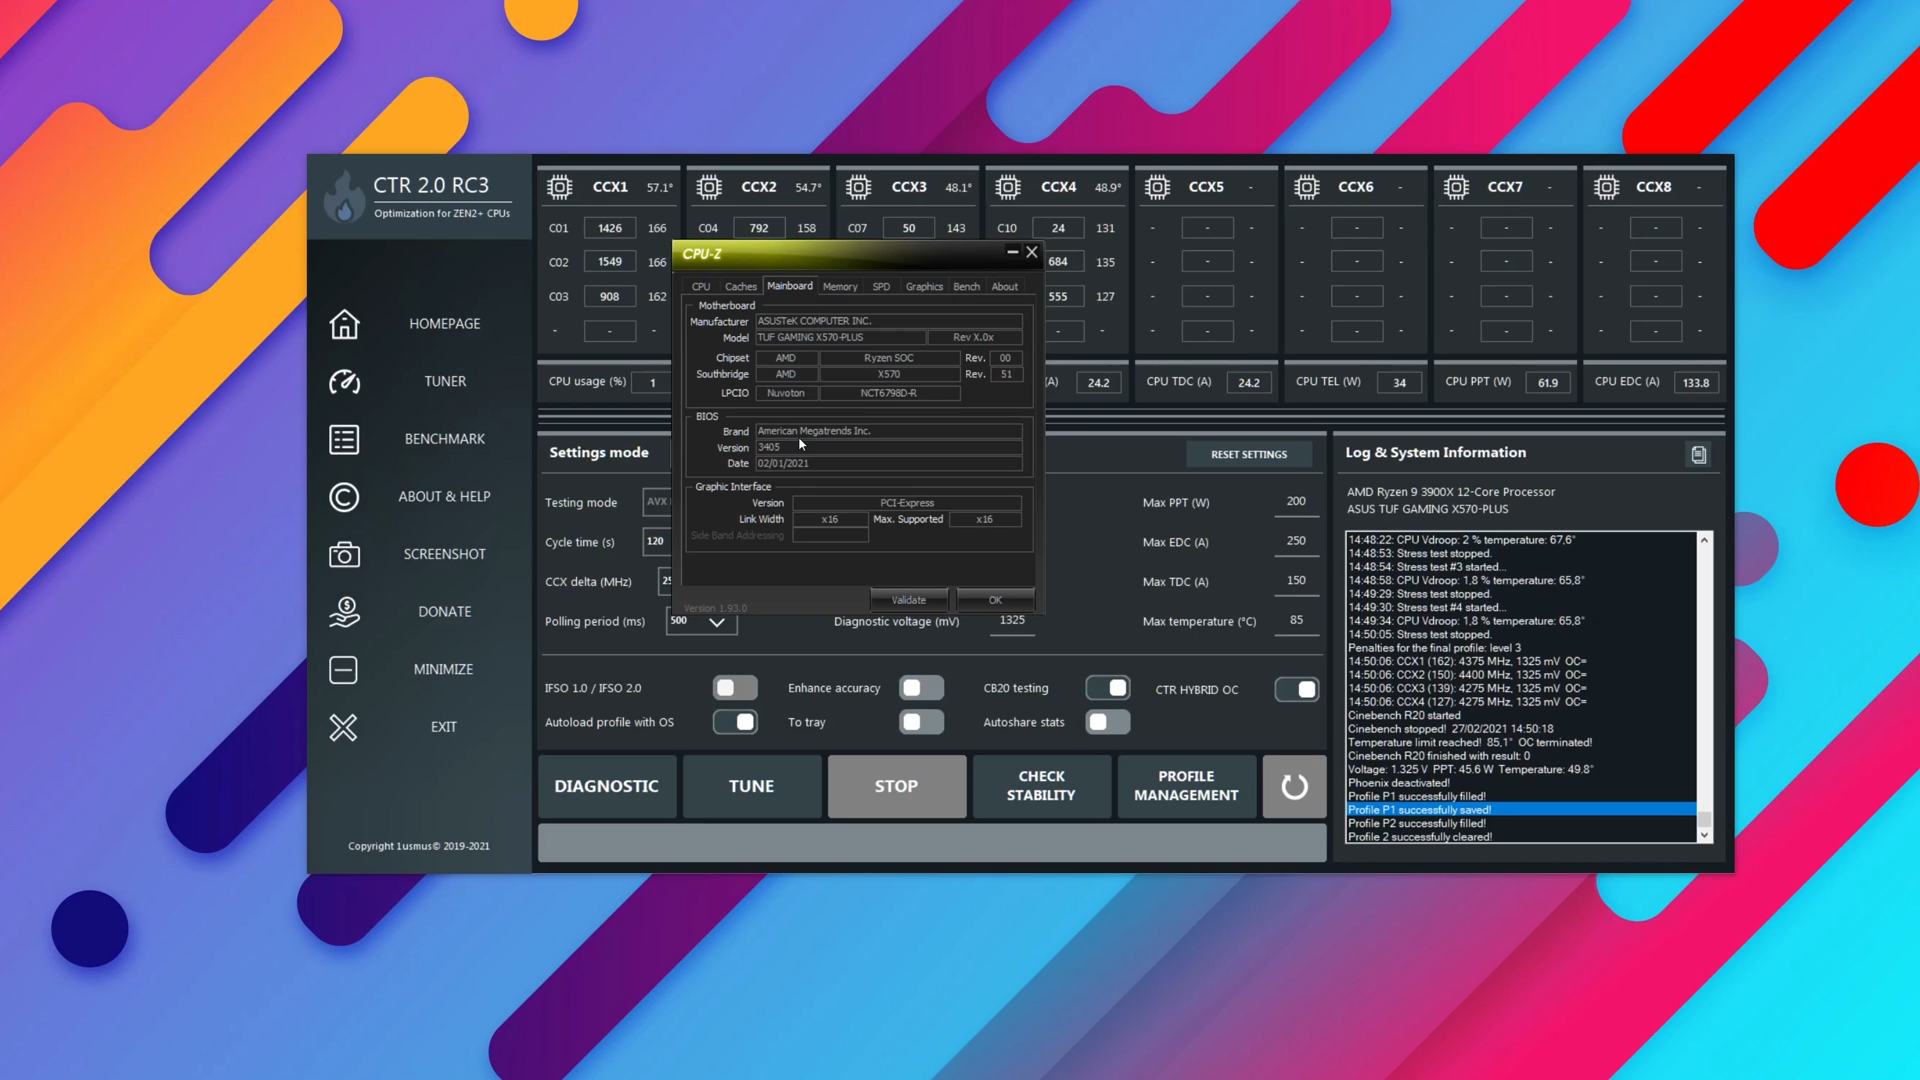 CTR 2.0 RC3
Optimization for ZEN2+ CPUs
HOMEPAGE
TUNER
BENCHMARK
ABOUT & HELP
SCREENSHOT
DONATE
MINIMIZE
EXIT
Copyright 1usmus© 2019-2021
CCX1 57.1° CCX2 54.7° CCX3 48.1° CCX4 48.9° CCX5 - CCX6 - CCX7 - CCX8 -
C01 1426 166 C04 792 158 C07 50 143 C10 24 131 - - - - - - - - - - - -
C02 1549 166 684 135 - - - - - - - - - - - -
C03 908 162 555 127 - - - - - - - - - - - -
- - - - - - - - - - - - - - - -
CPU usage (%) 1 (A) 24.2 CPU TDC (A) 24.2 CPU TEL (W) 34 CPU PPT (W) 61.9 CPU EDC (A) 133.8
CPU-Z
CPU Caches Mainboard Memory SPD Graphics Bench About
Motherboard
Manufacturer ASUSTeK COMPUTER INC.
Model TUF GAMING X570-PLUS Rev X.0x
Chipset AMD Ryzen SOC Rev. 00
Southbridge AMD X570 Rev. 51
LPCIO Nuvoton NCT6798D-R
BIOS
Brand American Megatrends Inc.
Version 3405
Date 02/01/2021
Graphic Interface
Version PCI-Express
Link Width x16 Max. Supported x16
Side Band Addressing
Version 1.93.0 Validate OK
Settings mode RESET SETTINGS
Testing mode AVX Max PPT (W) 200
Cycle time (s) 120 Max EDC (A) 250
CCX delta (MHz) 25 Max TDC (A) 150
Polling period (ms) 500 Diagnostic voltage (mV) 1325 Max temperature (°C) 85
IFSO 1.0 / IFSO 2.0 Enhance accuracy CB20 testing CTR HYBRID OC
Autoload profile with OS To tray Autoshare stats
DIAGNOSTIC TUNE STOP CHECK STABILITY PROFILE MANAGEMENT
Log & System Information
AMD Ryzen 9 3900X 12-Core Processor
ASUS TUF GAMING X570-PLUS
14:48:22: CPU Vdroop: 2 % temperature: 67,6°
14:48:53: Stress test stopped.
14:48:54: Stress test #3 started...
14:48:58: CPU Vdroop: 1,8 % temperature: 65,8°
14:49:29: Stress test stopped.
14:49:30: Stress test #4 started...
14:49:34: CPU Vdroop: 1,8 % temperature: 65,8°
14:50:05: Stress test stopped.
Penalties for the final profile: level 3
14:50:06: CCX1 (162): 4375 MHz, 1325 mV OC=
14:50:06: CCX2 (150): 4400 MHz, 1325 mV OC=
14:50:06: CCX3 (139): 4275 MHz, 1325 mV OC=
14:50:06: CCX4 (127): 4275 MHz, 1325 mV OC=
Cinebench R20 started
Cinebench stopped! 27/02/2021 14:50:18
Temperature limit reached! 85,1° OC terminated!
Cinebench R20 finished with result: 0
Voltage: 1.325 V PPT: 45.6 W Temperature: 49.8°
Phoenix deactivated!
Profile P1 successfully filled!
Profile P1 successfully saved!
Profile P2 successfully filled!
Profile 2 successfully cleared!